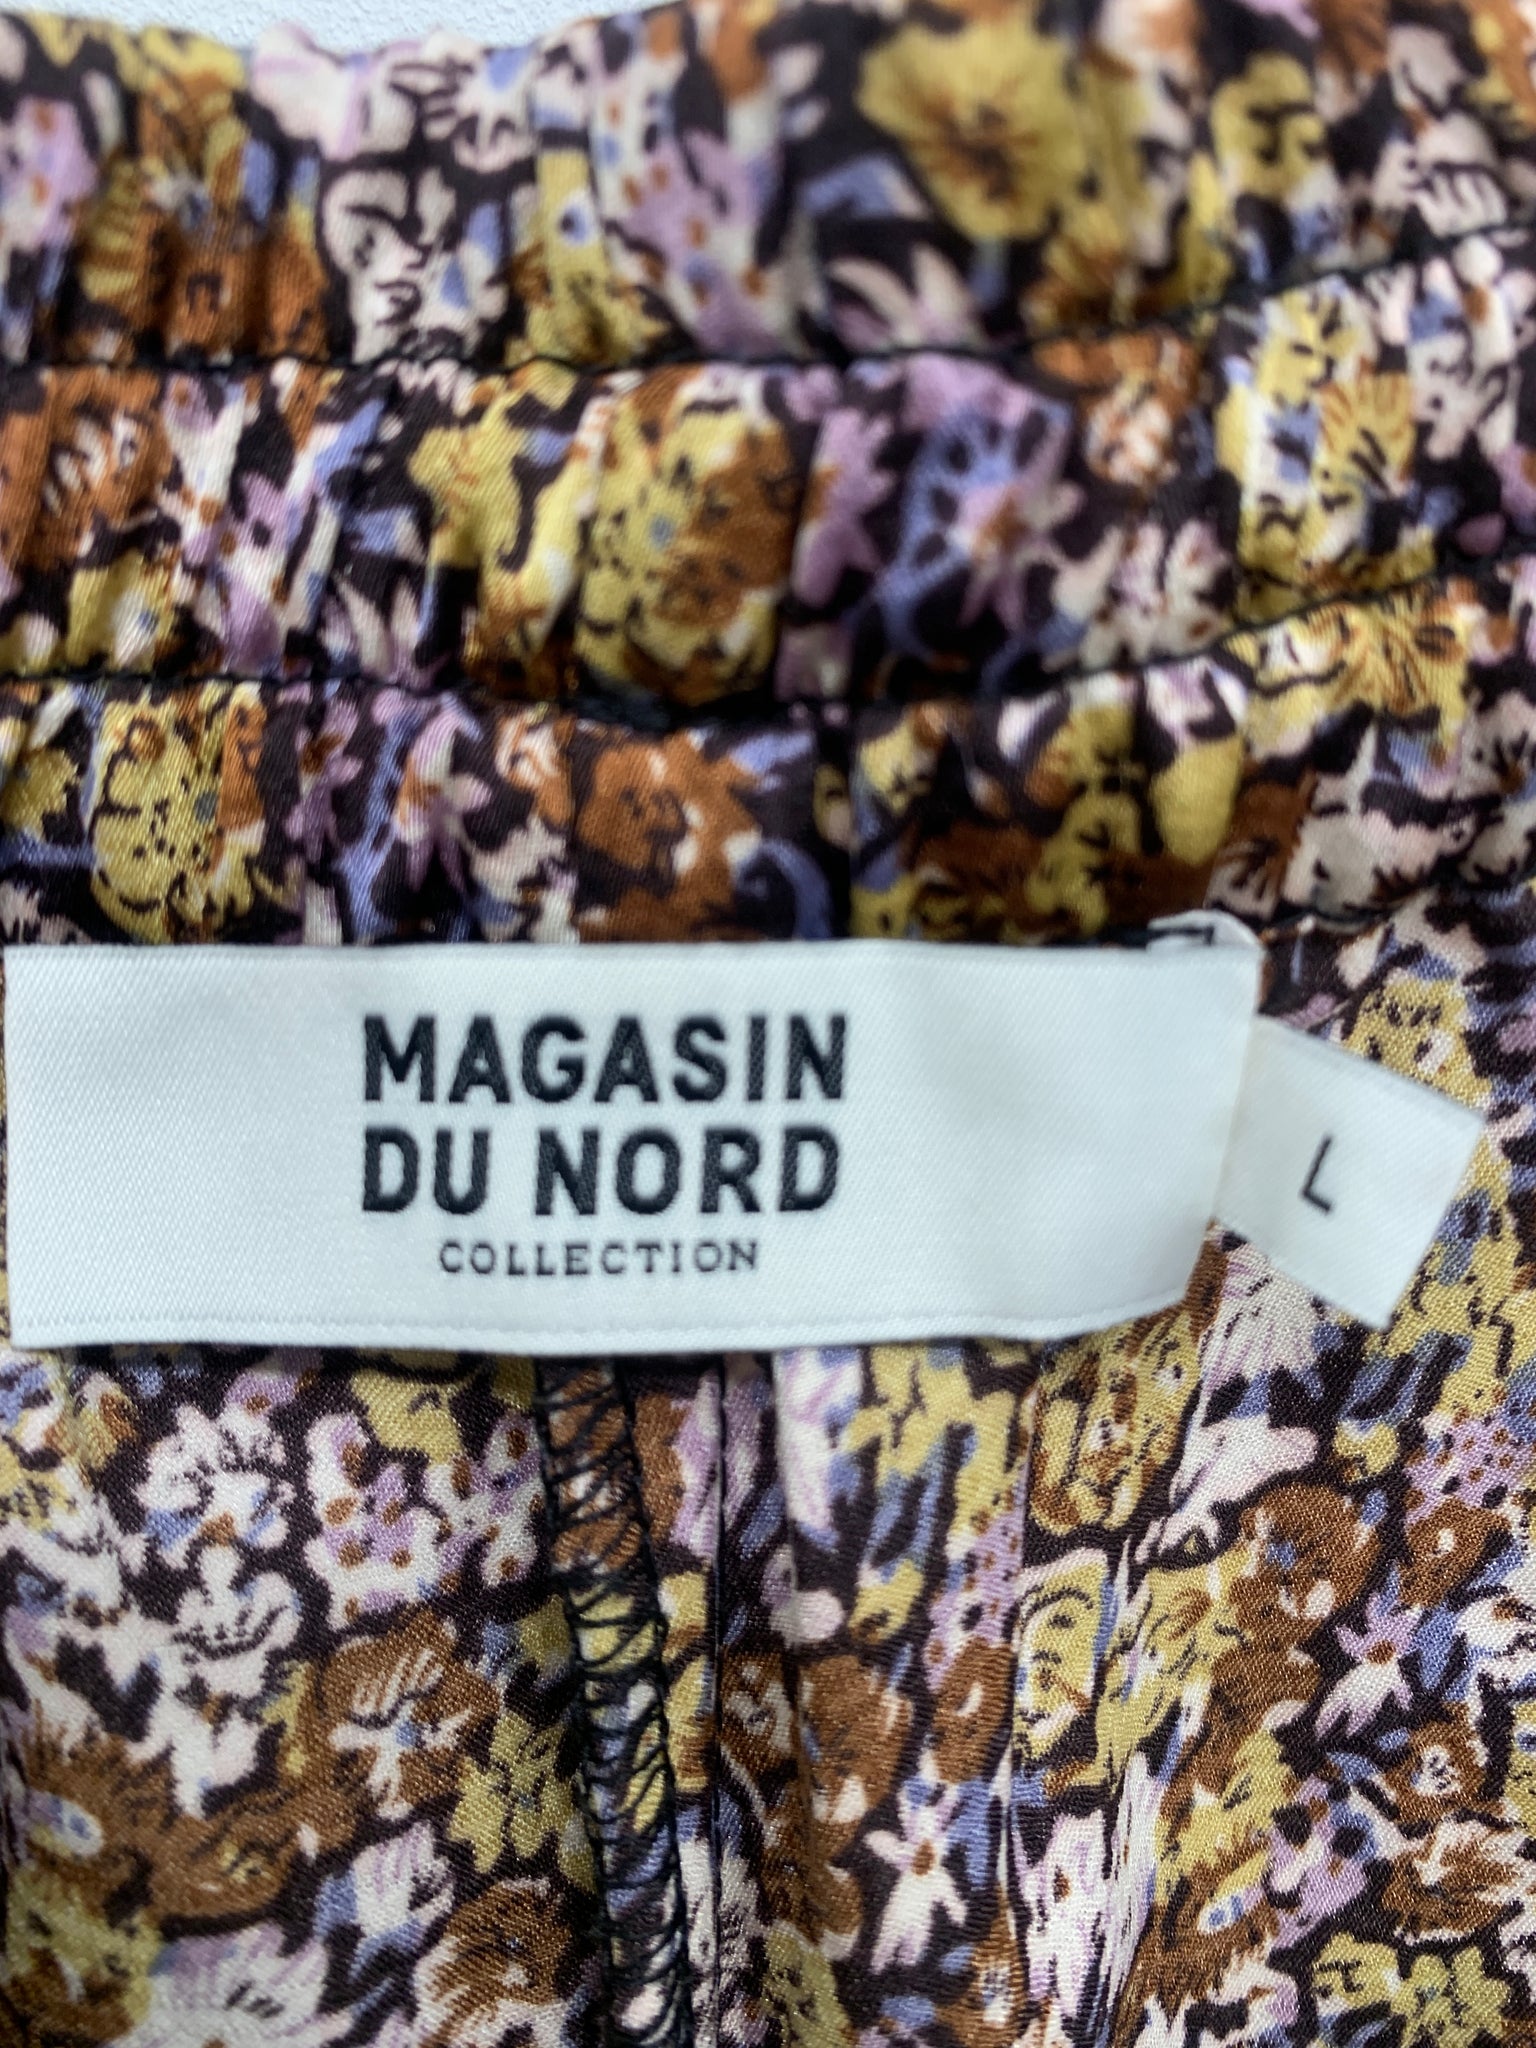 MAGASIN
DU NORD
COLLECTION
L